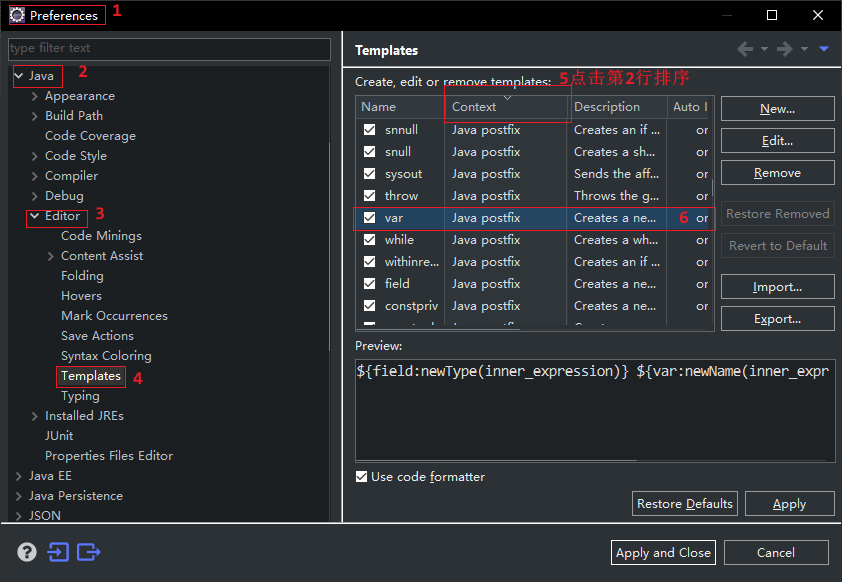 Preferences 1
type filter text
Java 2
Appearance
Build Path
Code Coverage
Code Style
Compiler
Debug
Editor 3
Code Minings
Content Assist
Folding
Hovers
Mark Occurrences
Save Actions
Syntax Coloring
Templates 4
Typing
Installed JREs
JUnit
Properties Files Editor
Java EE
Java Persistence
JSON
Templates
Create, edit or remove templates: 5点击第2行排序
Name Context Description Auto I
snnull Java postfix Creates an if ... or
snull Java postfix Creates a sh... or
sysout Java postfix Sends the aff... or
throw Java postfix Throws the g... or
var Java postfix Creates a ne... 6 or
while Java postfix Creates a wh... or
withinre... Java postfix Creates an if ... or
field Java postfix Creates a ne... or
constpriv Java postfix Creates a ne... or
New...
Edit...
Remove
Restore Removed
Revert to Default
Import...
Export...
Preview:
${field:newType(inner_expression)} ${var:newName(inner_expr
Use code formatter
Restore Defaults Apply
? Apply and Close Cancel